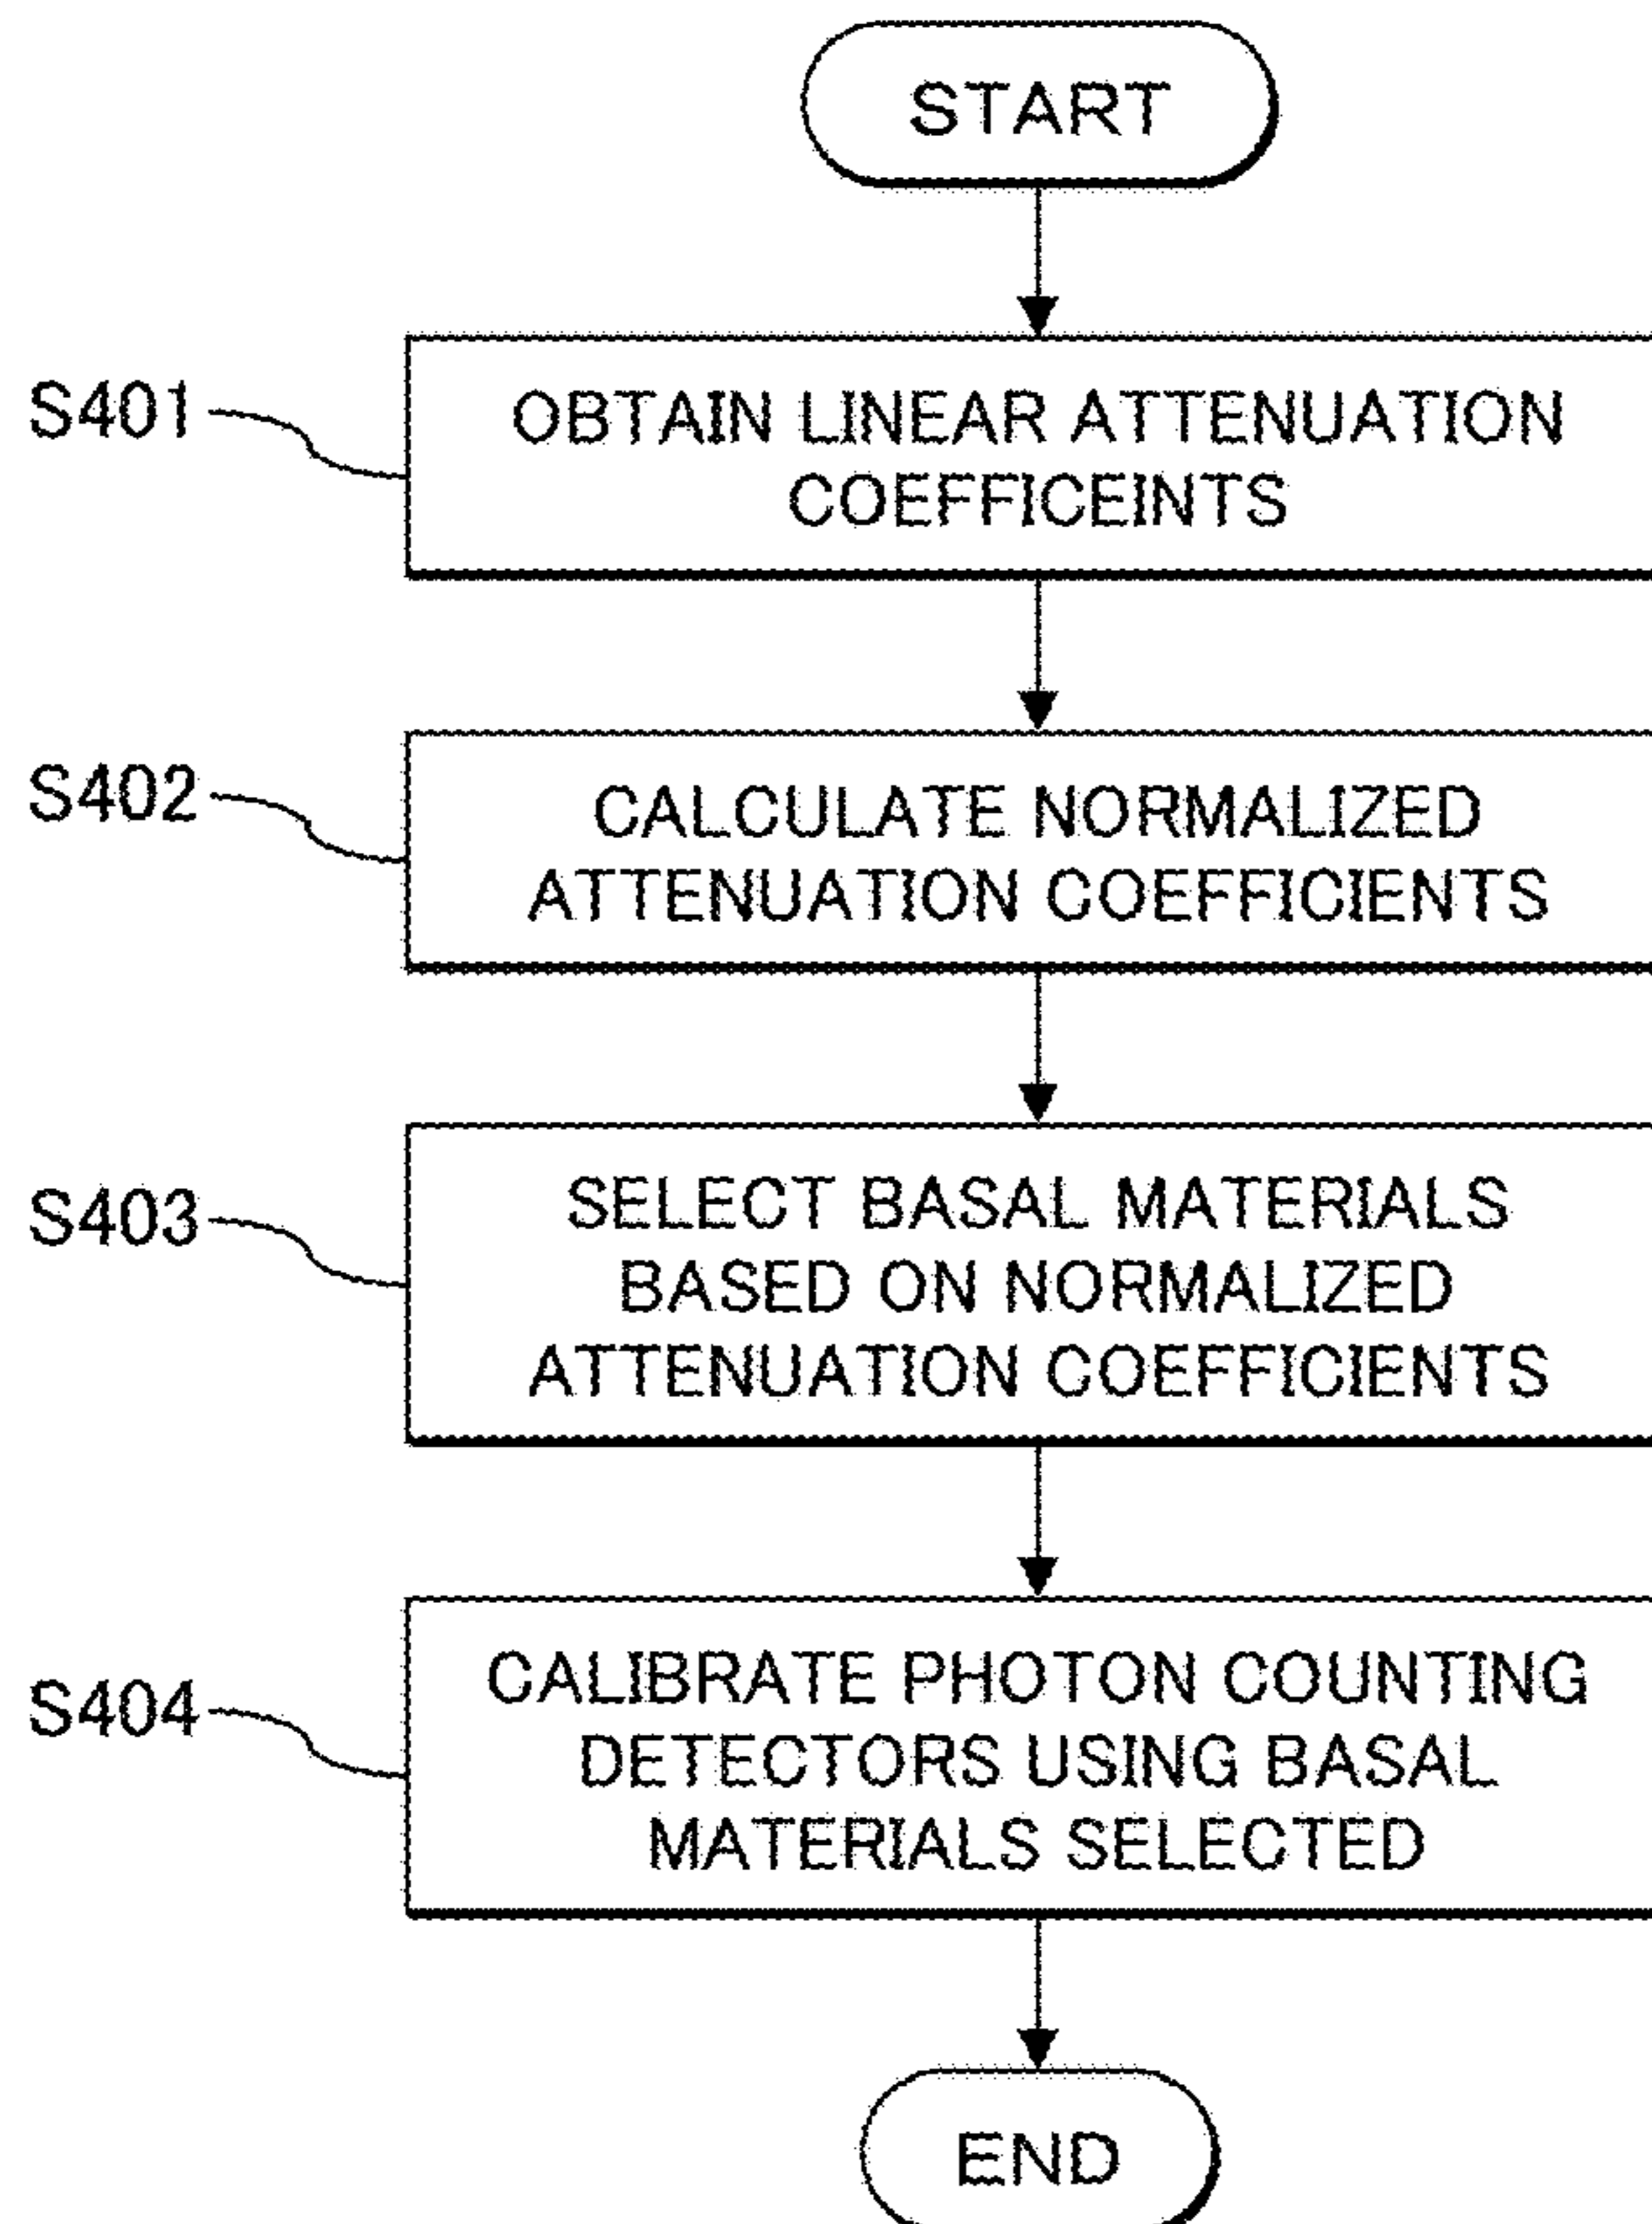 START
S401
OBTAIN LINEAR ATTENUATION
COEFFICEINTS
S402
CALCULATE NORMALIZED
ATTENUATION COEFFICIENTS
S403
SELECT BASAL MATERIALS
BASED ON NORMALIZED
ATTENUATION COEFFICIENTS
S404
CALIBRATE PHOTON COUNTING
DETECTORS USING BASAL
MATERIALS SELECTED
END